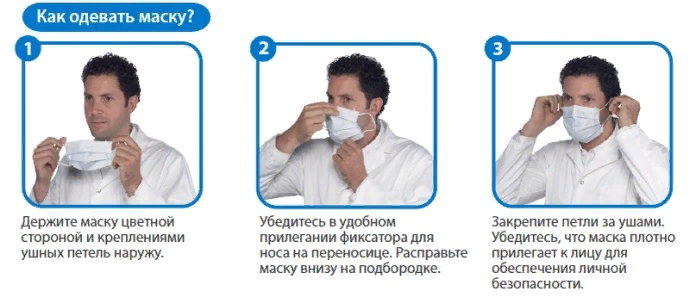 Как одевать маску?
1
Держите маску цветной
стороной и креплениями
ушных петель наружу.
2
Убедитесь в удобном
прилегании фиксатора для
носа на переносице. Расправьте
маску внизу на подбородке.
3
Закрепите петли за ушами.
Убедитесь, что маска плотно
прилегает к лицу для
обеспечения личной
безопасности.